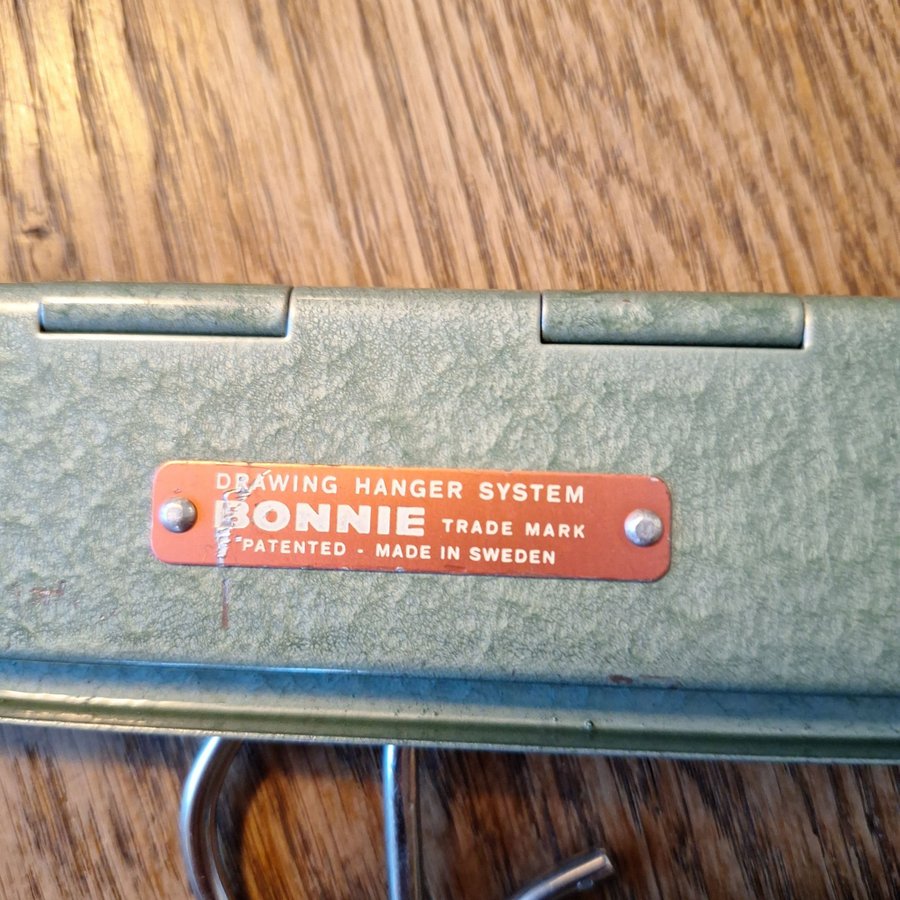 DRAWING HANGER SYSTEM
BONNIE TRADE MARK
PATENTED - MADE IN SWEDEN